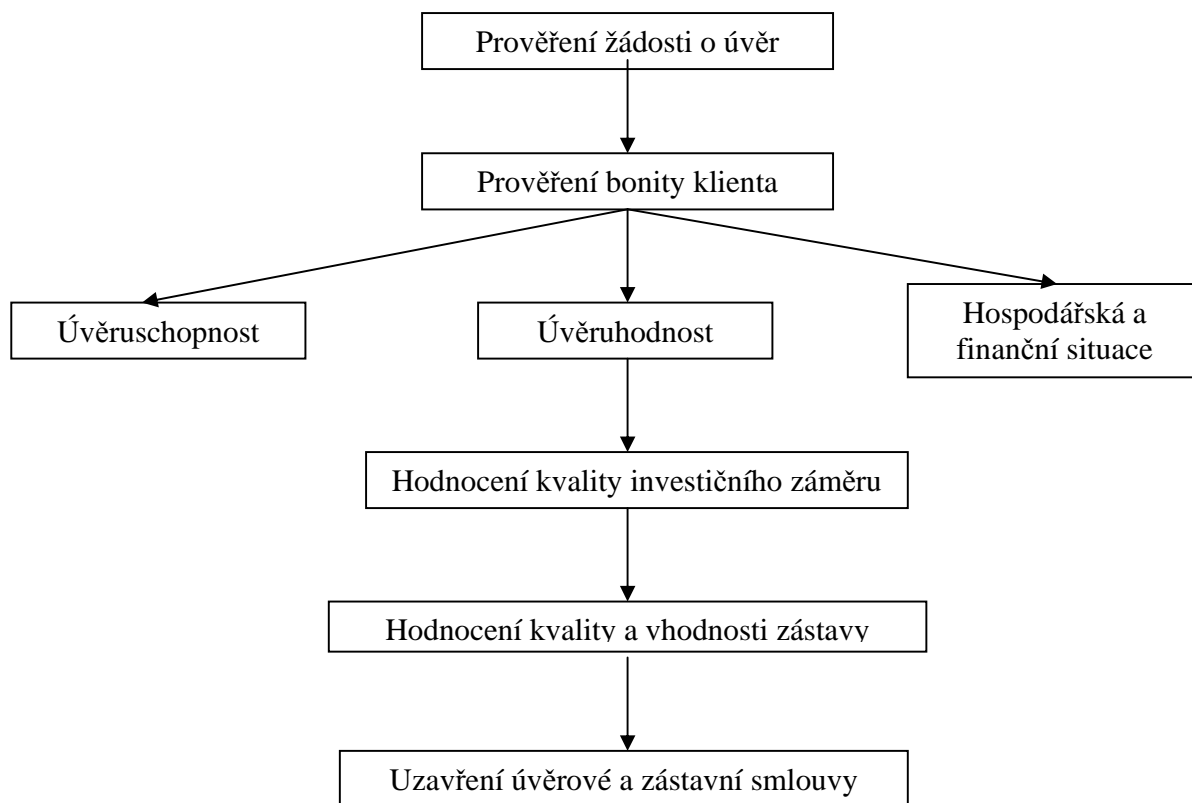 Prověření žádosti o úvěr
Prověření bonity klienta
Úvěruschopnost
Úvěruhodnost
Hospodářská a
finanční situace
Hodnocení kvality investičního záměru
Hodnocení kvality a vhodnosti zástavy
Uzavření úvěrové a zástavní smlouvy